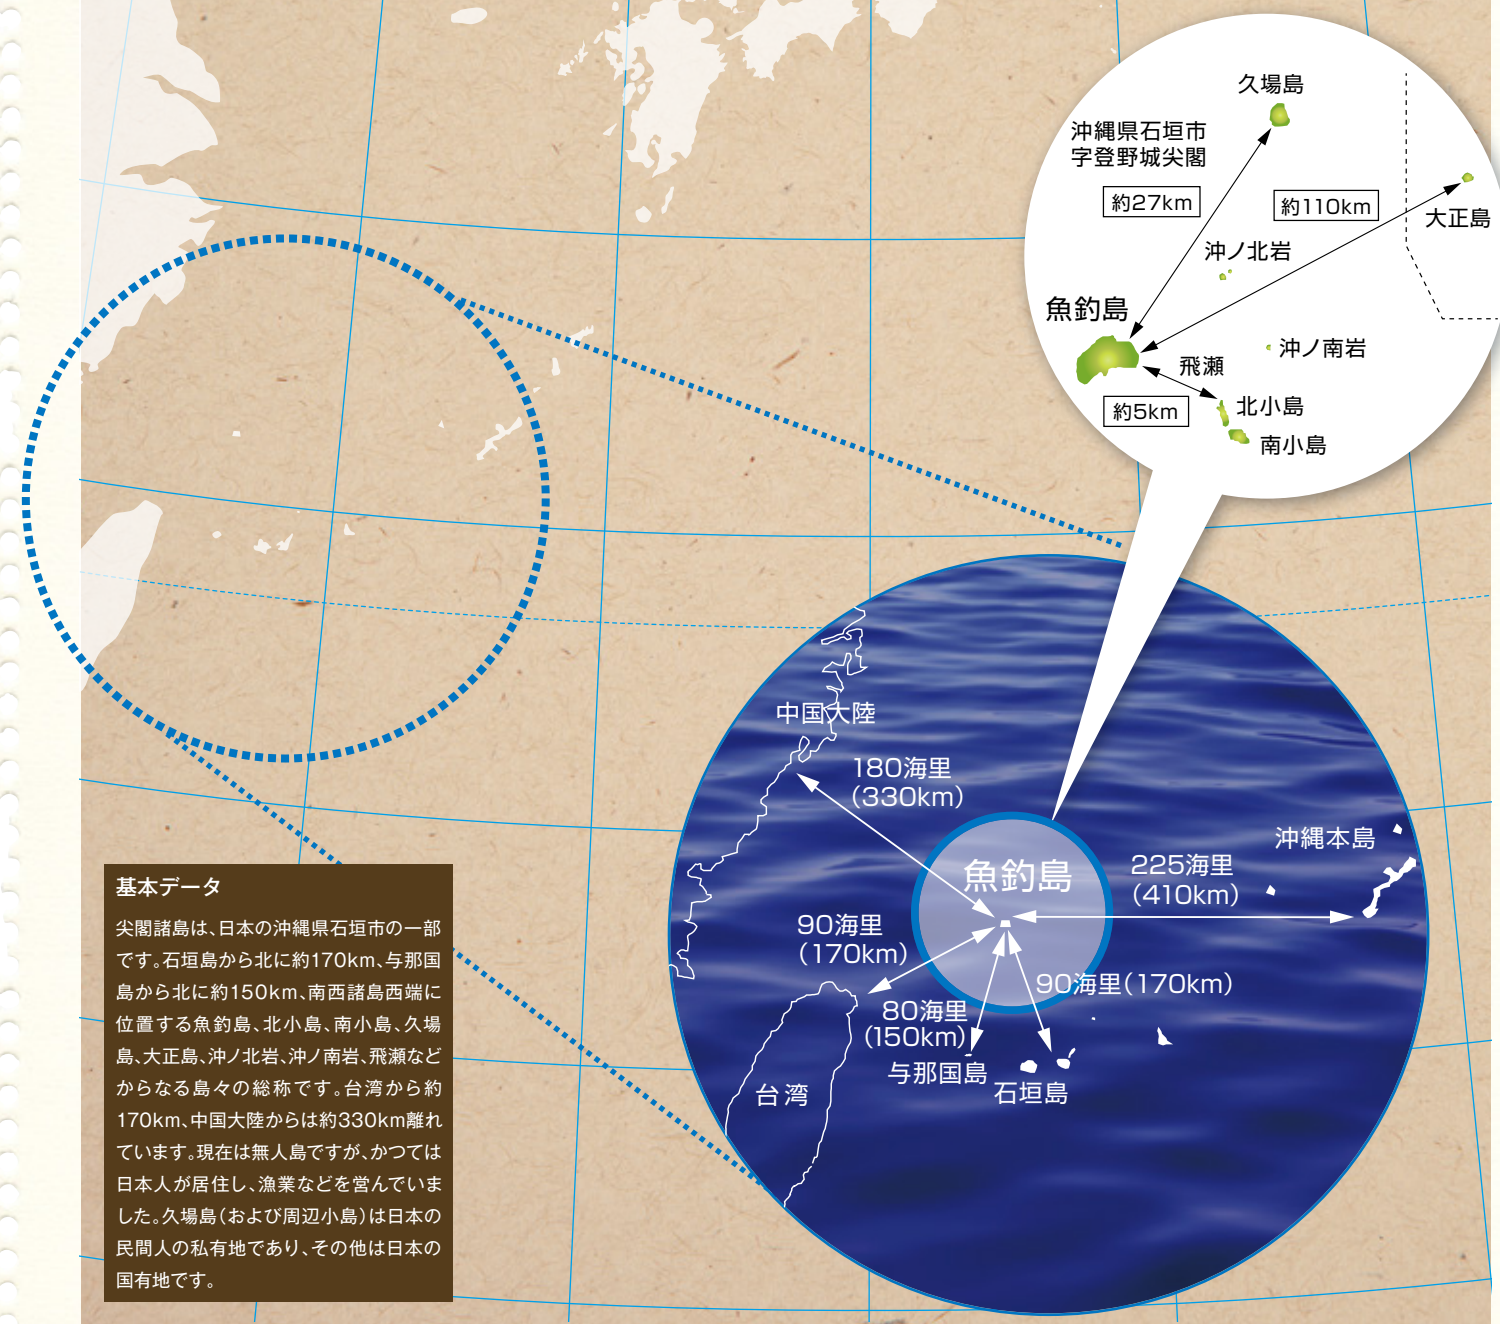 久場島
沖縄県石垣市
字登野城尖閣
約27km
約110km
大正島
沖ノ北岩
魚釣島
沖ノ南岩
飛瀬
約5km
北小島
南小島
中国大陸
180海里
(330km)
沖縄本島
魚釣島
225海里
(410km)
90海里
(170km)
90海里(170km)
80海里
(150km)
与那国島
石垣島
台湾
基本データ
尖閣諸島は、日本の沖縄県石垣市の一部
です。石垣島から北に約170km、与那国
島から北に約150km、南西諸島西端に
位置する魚釣島、北小島、南小島、久場
島、大正島、沖ノ北岩、沖ノ南岩、飛瀬など
からなる島々の総称です。台湾から約
170km、中国大陸からは約330km離れ
ています。現在は無人島ですが、かつては
日本人が居住し、漁業などを営んでいま
した。久場島(および周辺小島)は日本の
民間人の私有地であり、その他は日本の
国有地です。